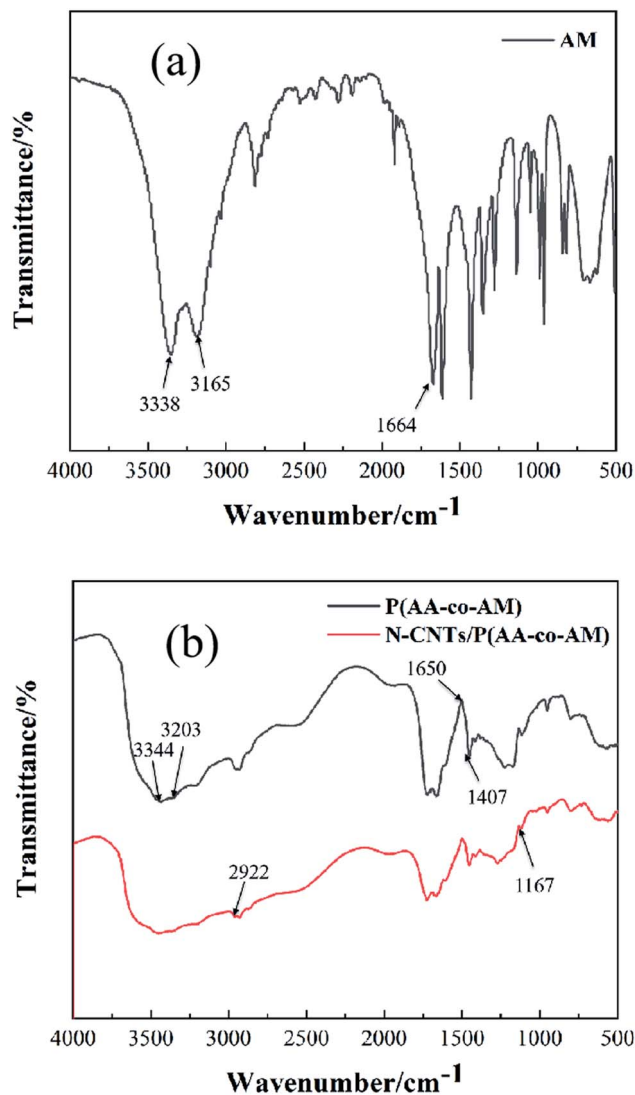 (a)
AM
Transmittance/%
3338
3165
1664
4000 3500 3000 2500 2000 1500 1000 500
Wavenumber/cm-1
(b)
P(AA-co-AM)
N-CNTs/P(AA-co-AM)
Transmittance/%
1650
3344
3203
1407
2922
1167
4000 3500 3000 2500 2000 1500 1000 500
Wavenumber/cm-1